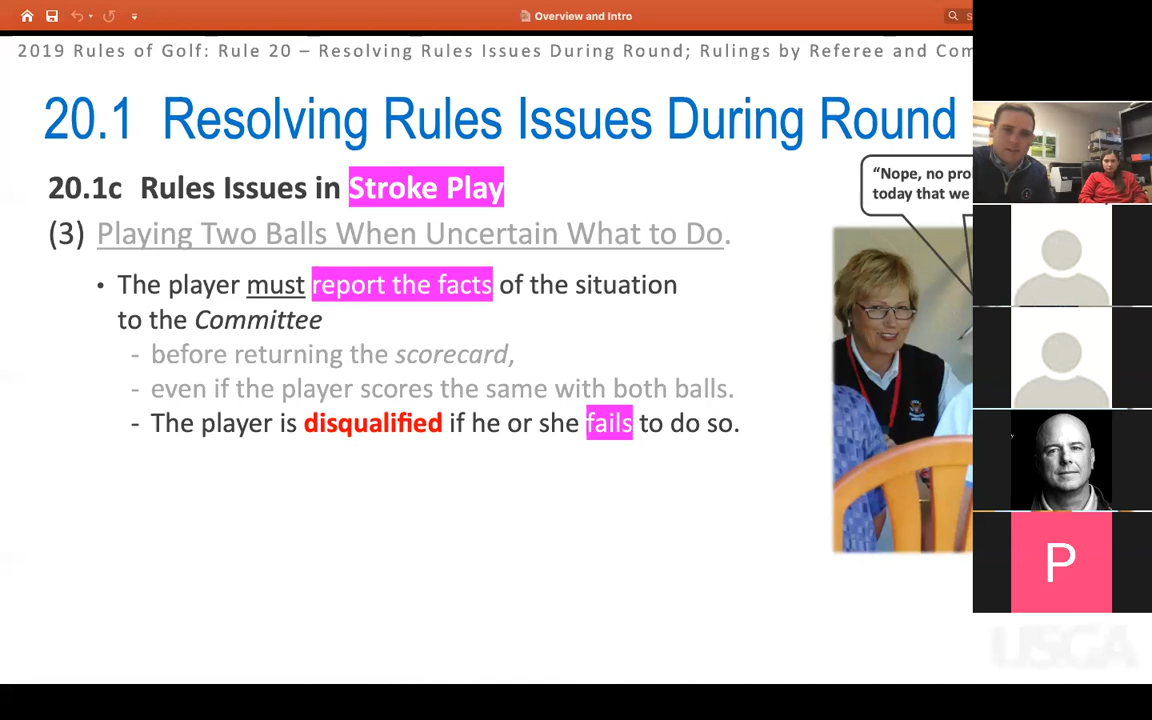 Overview and Intro
2019 Rules of Golf: Rule 20 – Resolving Rules Issues During Round; Rulings by Referee and Com
20.1 Resolving Rules Issues During Round
20.1c Rules Issues in Stroke Play
“Nope, no pro
today that we
(3) Playing Two Balls When Uncertain What to Do.
• The player must report the facts of the situation
to the Committee
- before returning the scorecard,
- even if the player scores the same with both balls.
- The player is disqualified if he or she fails to do so.
P
USGA